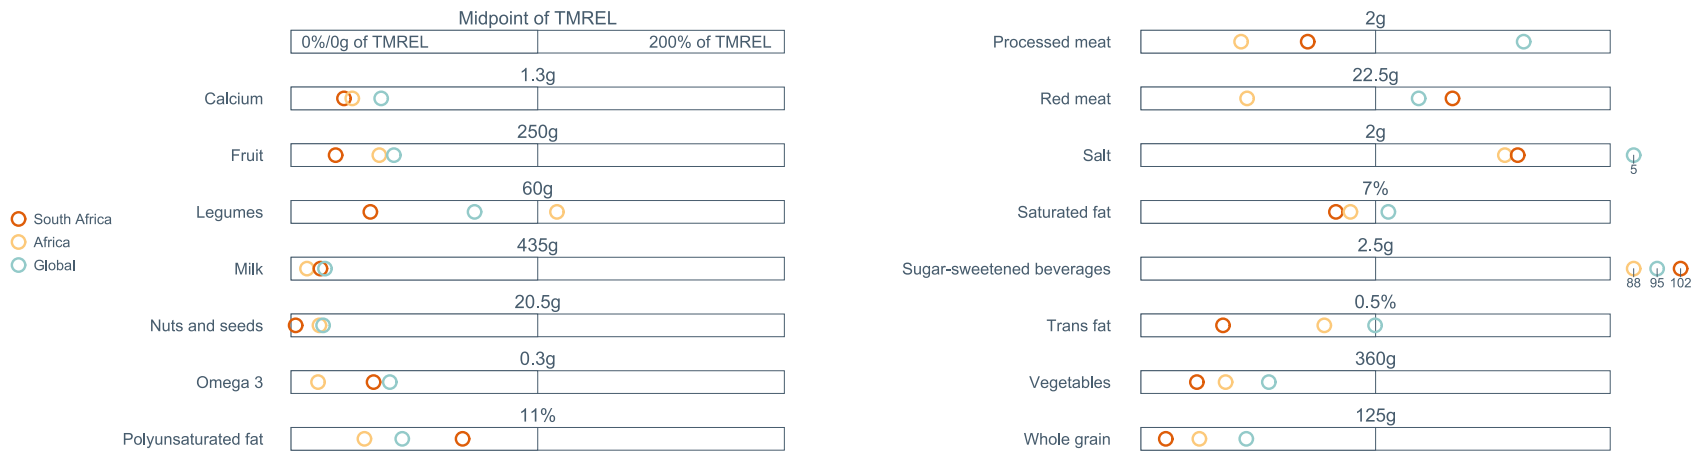 Midpoint of TMREL
0%/0g of TMREL
200% of TMREL
1.3g
Calcium
250g
Fruit
60g
Legumes
435g
Milk
20.5g
Nuts and seeds
0.3g
Omega 3
11%
Polyunsaturated fat
South Africa
Africa
Global
2g
Processed meat
22.5g
Red meat
2g
Salt
5
7%
Saturated fat
2.5g
Sugar-sweetened beverages
88 95 102
0.5%
Trans fat
360g
Vegetables
125g
Whole grain